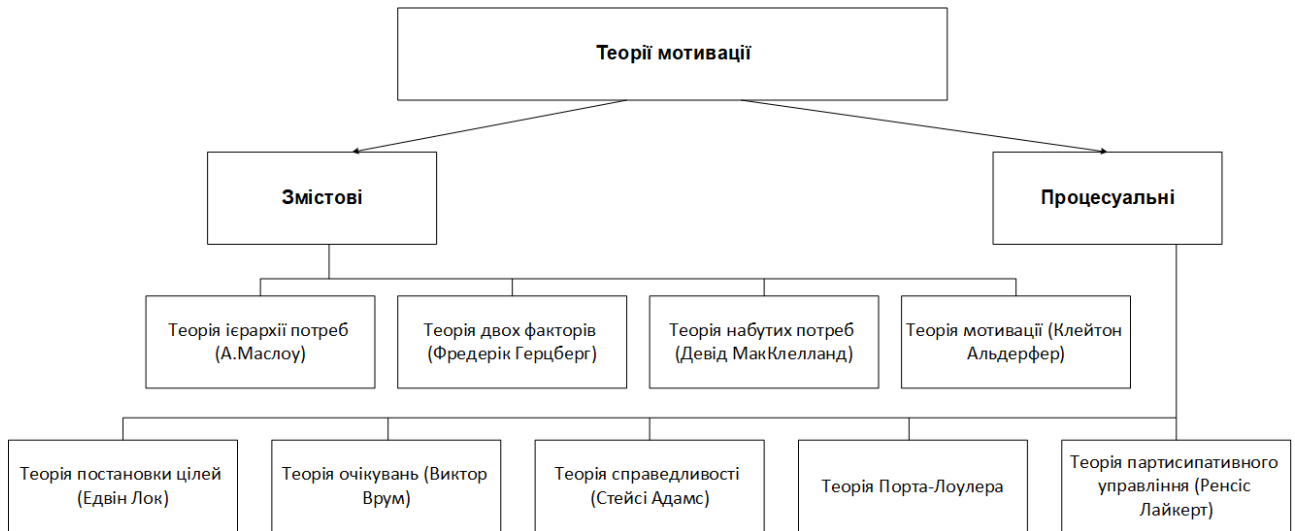 Теорії мотивації
Змістові
Процесуальні
Теорія ієрархії потреб
(А.Маслоу)
Теорія двох факторів
(Фредерік Герцберг)
Теорія набутих потреб
(Девід МакКлелланд)
Теорія мотивації (Клейтон
Альдерфер)
Теорія постановки цілей
(Едвін Лок)
Теорія очікувань (Виктор
Врум)
Теорія справедливості
(Стейсі Адамс)
Теорія Порта-Лоулера
Теорія партисипативного
управління (Ренсіс
Лайкерт)